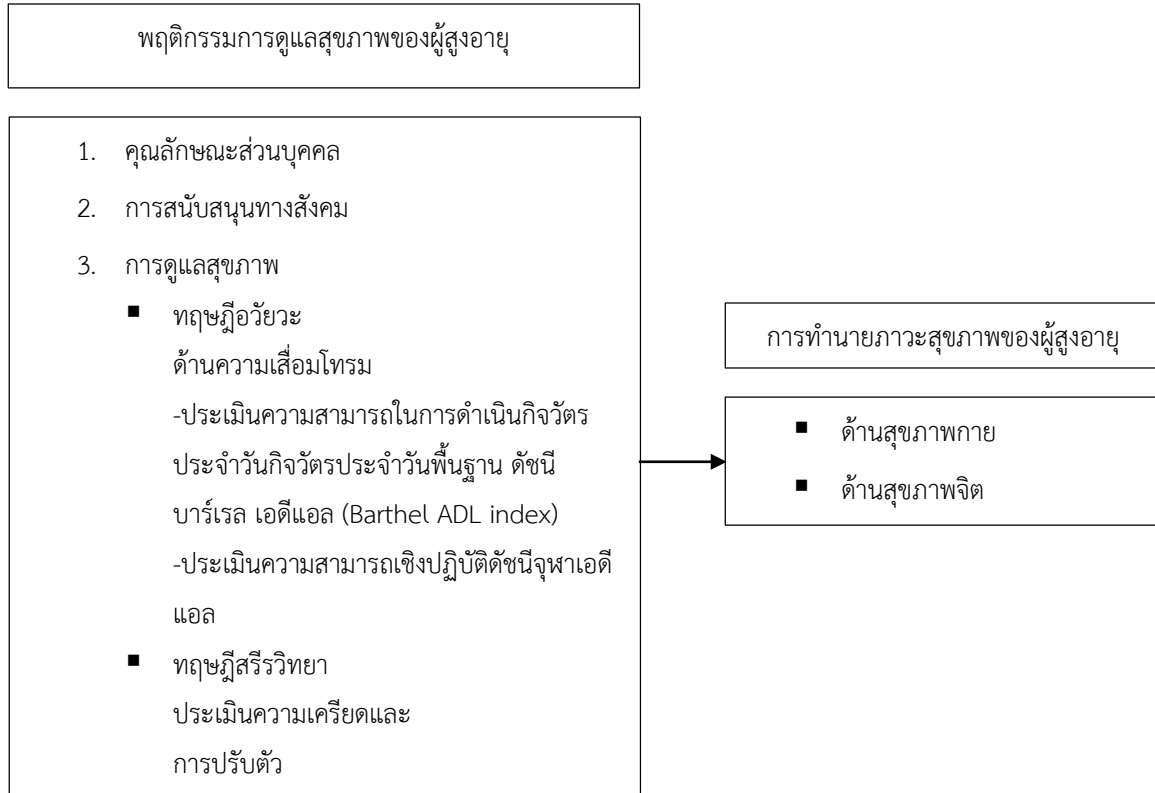 พฤติกรรมการดูแลสุขภาพของผู้สูงอายุ
1. คุณลักษณะส่วนบุคคล
2. การสนับสนุนทางสังคม
3. การดูแลสุขภาพ
■ ทฤษฎีอวัยวะ
ด้านความเสื่อมโทรม
-ประเมินความสามารถในการดำเนินกิจวัตร
ประจำวันกิจวัตรประจำวันพื้นฐาน ดัชนี
บาร์เรล เอดีแอล (Barthel ADL index)
-ประเมินความสามารถเชิงปฏิบัติดัชนีจุฬาเอดี
แอล
■ ทฤษฎีสรีรวิทยา
ประเมินความเครียดและ
การปรับตัว
การทำนายภาวะสุขภาพของผู้สูงอายุ
■ ด้านสุขภาพกาย
■ ด้านสุขภาพจิต